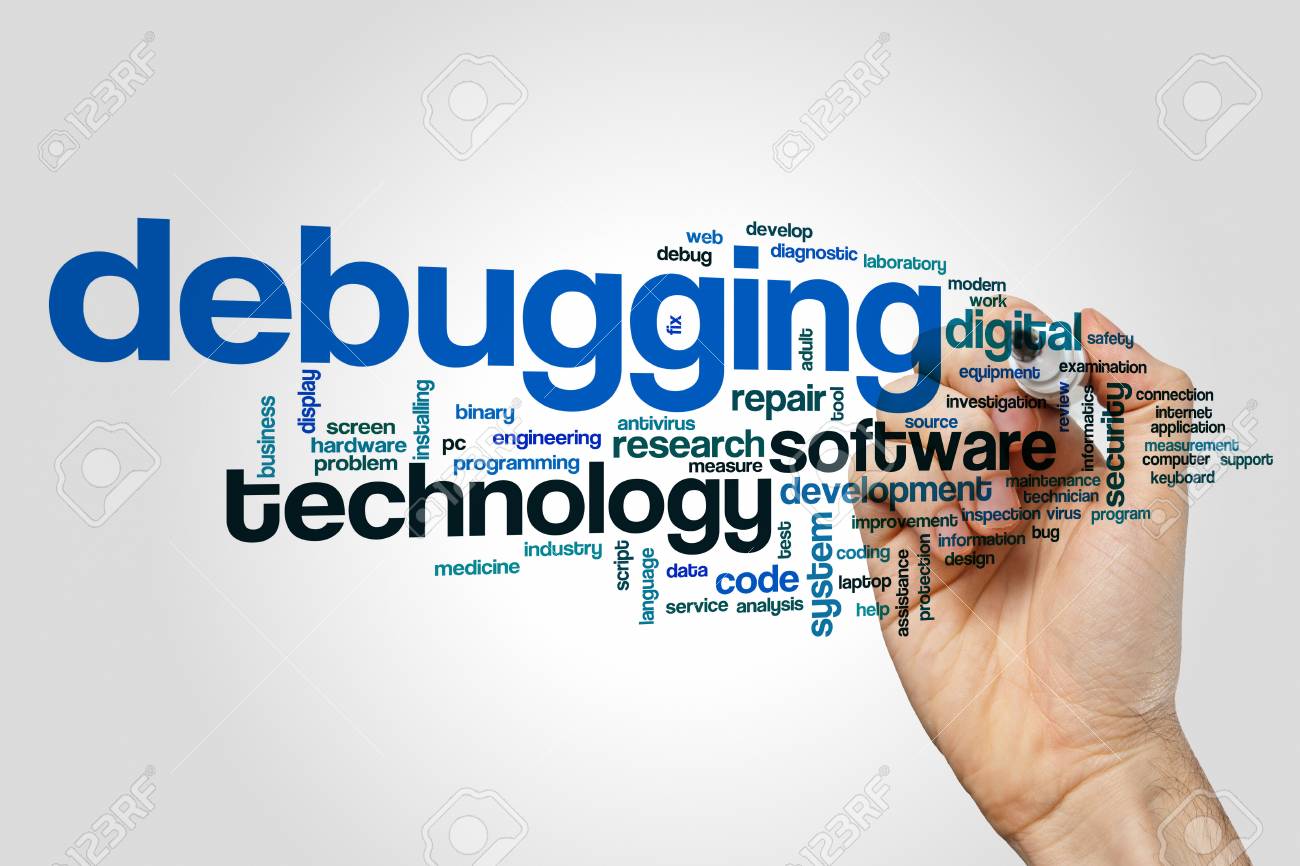 develop
web
debug
diagnostic
laboratory
debugging
fix
adult
modern
work
digital
safety
equipment
examination
review
display
business
installing
binary
screen
hardware
problem
pc
engineering
programming
antivirus
research
measure
repair
tool
source
investigation
software
informatics
security
connection
internet
application
measurement
computer
support
keyboard
technology
development
maintenance
technician
improvement
inspection
virus
program
information
bug
design
industry
medicine
script
language
data
code
service
analysis
test
system
coding
laptop
help
assistance
protection
123RF
123RF
123RF
123RF